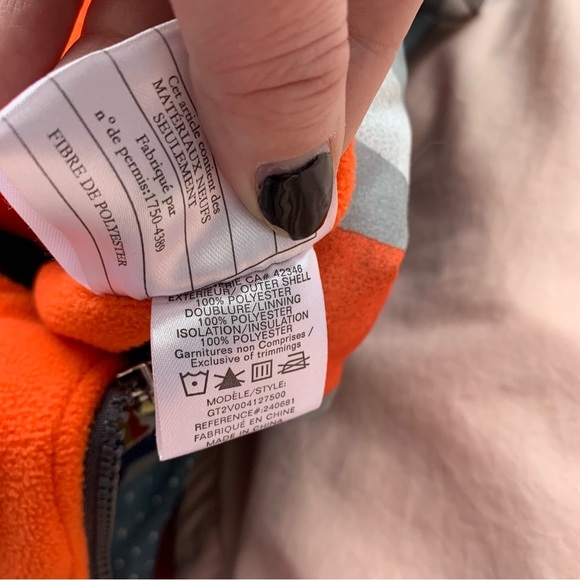 Cet article contient des
MATÉRIAUX NEUFS
SEULEMENT
Fabriqué par
n° de permis:1750-4389
FIBRE DE POLYESTER
CA# 42346
EXTERIEUR/ OUTER SHELL
100% POLYESTER
DOUBLURE/LINNING
100% POLYESTER
ISOLATION/INSULATION
100% POLYESTER
Garnitures non Comprises /
Exclusive of trimmings
MODÈLE/STYLE:
GT2V004127500
REFERENCE#:240681
FABRIQUÉ EN CHINE
MADE IN CHINA